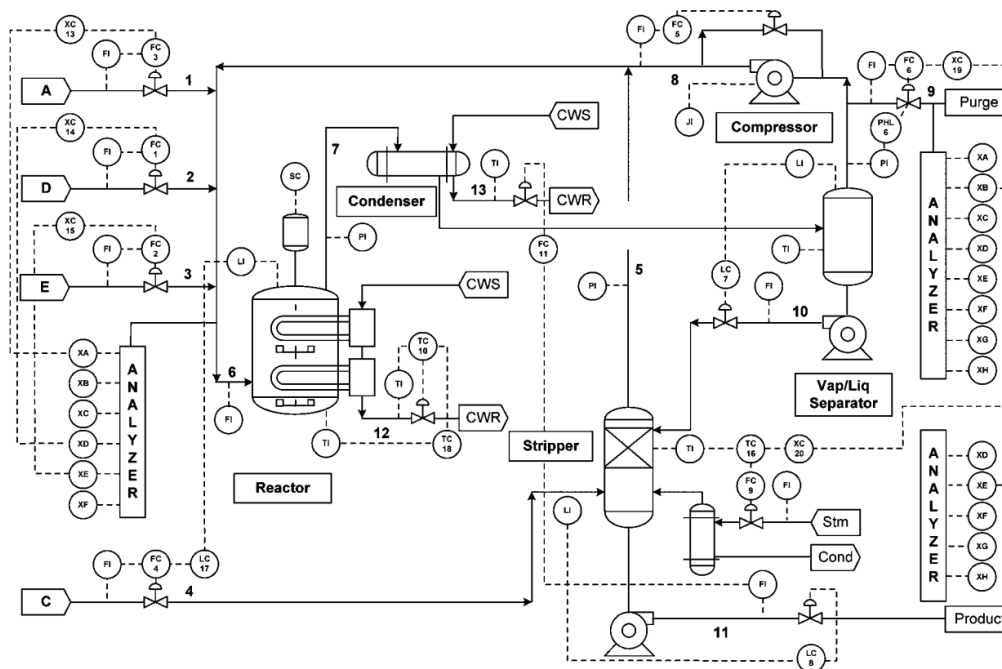 XC
13
FI
FC
3
A
1
XC
14
FI
FC
1
D
2
XC
15
FI
FC
2
E
3
LI
SC
7
PI
CWS
Condenser
TI
13
CWR
FC
11
FI
FC
5
8
JI
Compressor
FI
FC
6
XC
19
9
Purge
PHL
6
PI
LI
TI
LC
7
FI
10
Vap/Liq
Separator
5
PI
CWS
TC
10
TI
CWR
12
TC
18
TI
6
FI
Reactor
ANALYZER
XA
XB
XC
XD
XE
XF
ANALYZER
XA
XB
XC
XD
XE
XF
XG
XH
Stripper
TI
TC
16
XC
20
FC
9
FI
Stm
Cond
LI
ANALYZER
XD
XE
XF
XG
XH
FI
FC
4
LC
17
C
4
FI
11
LC
8
Product